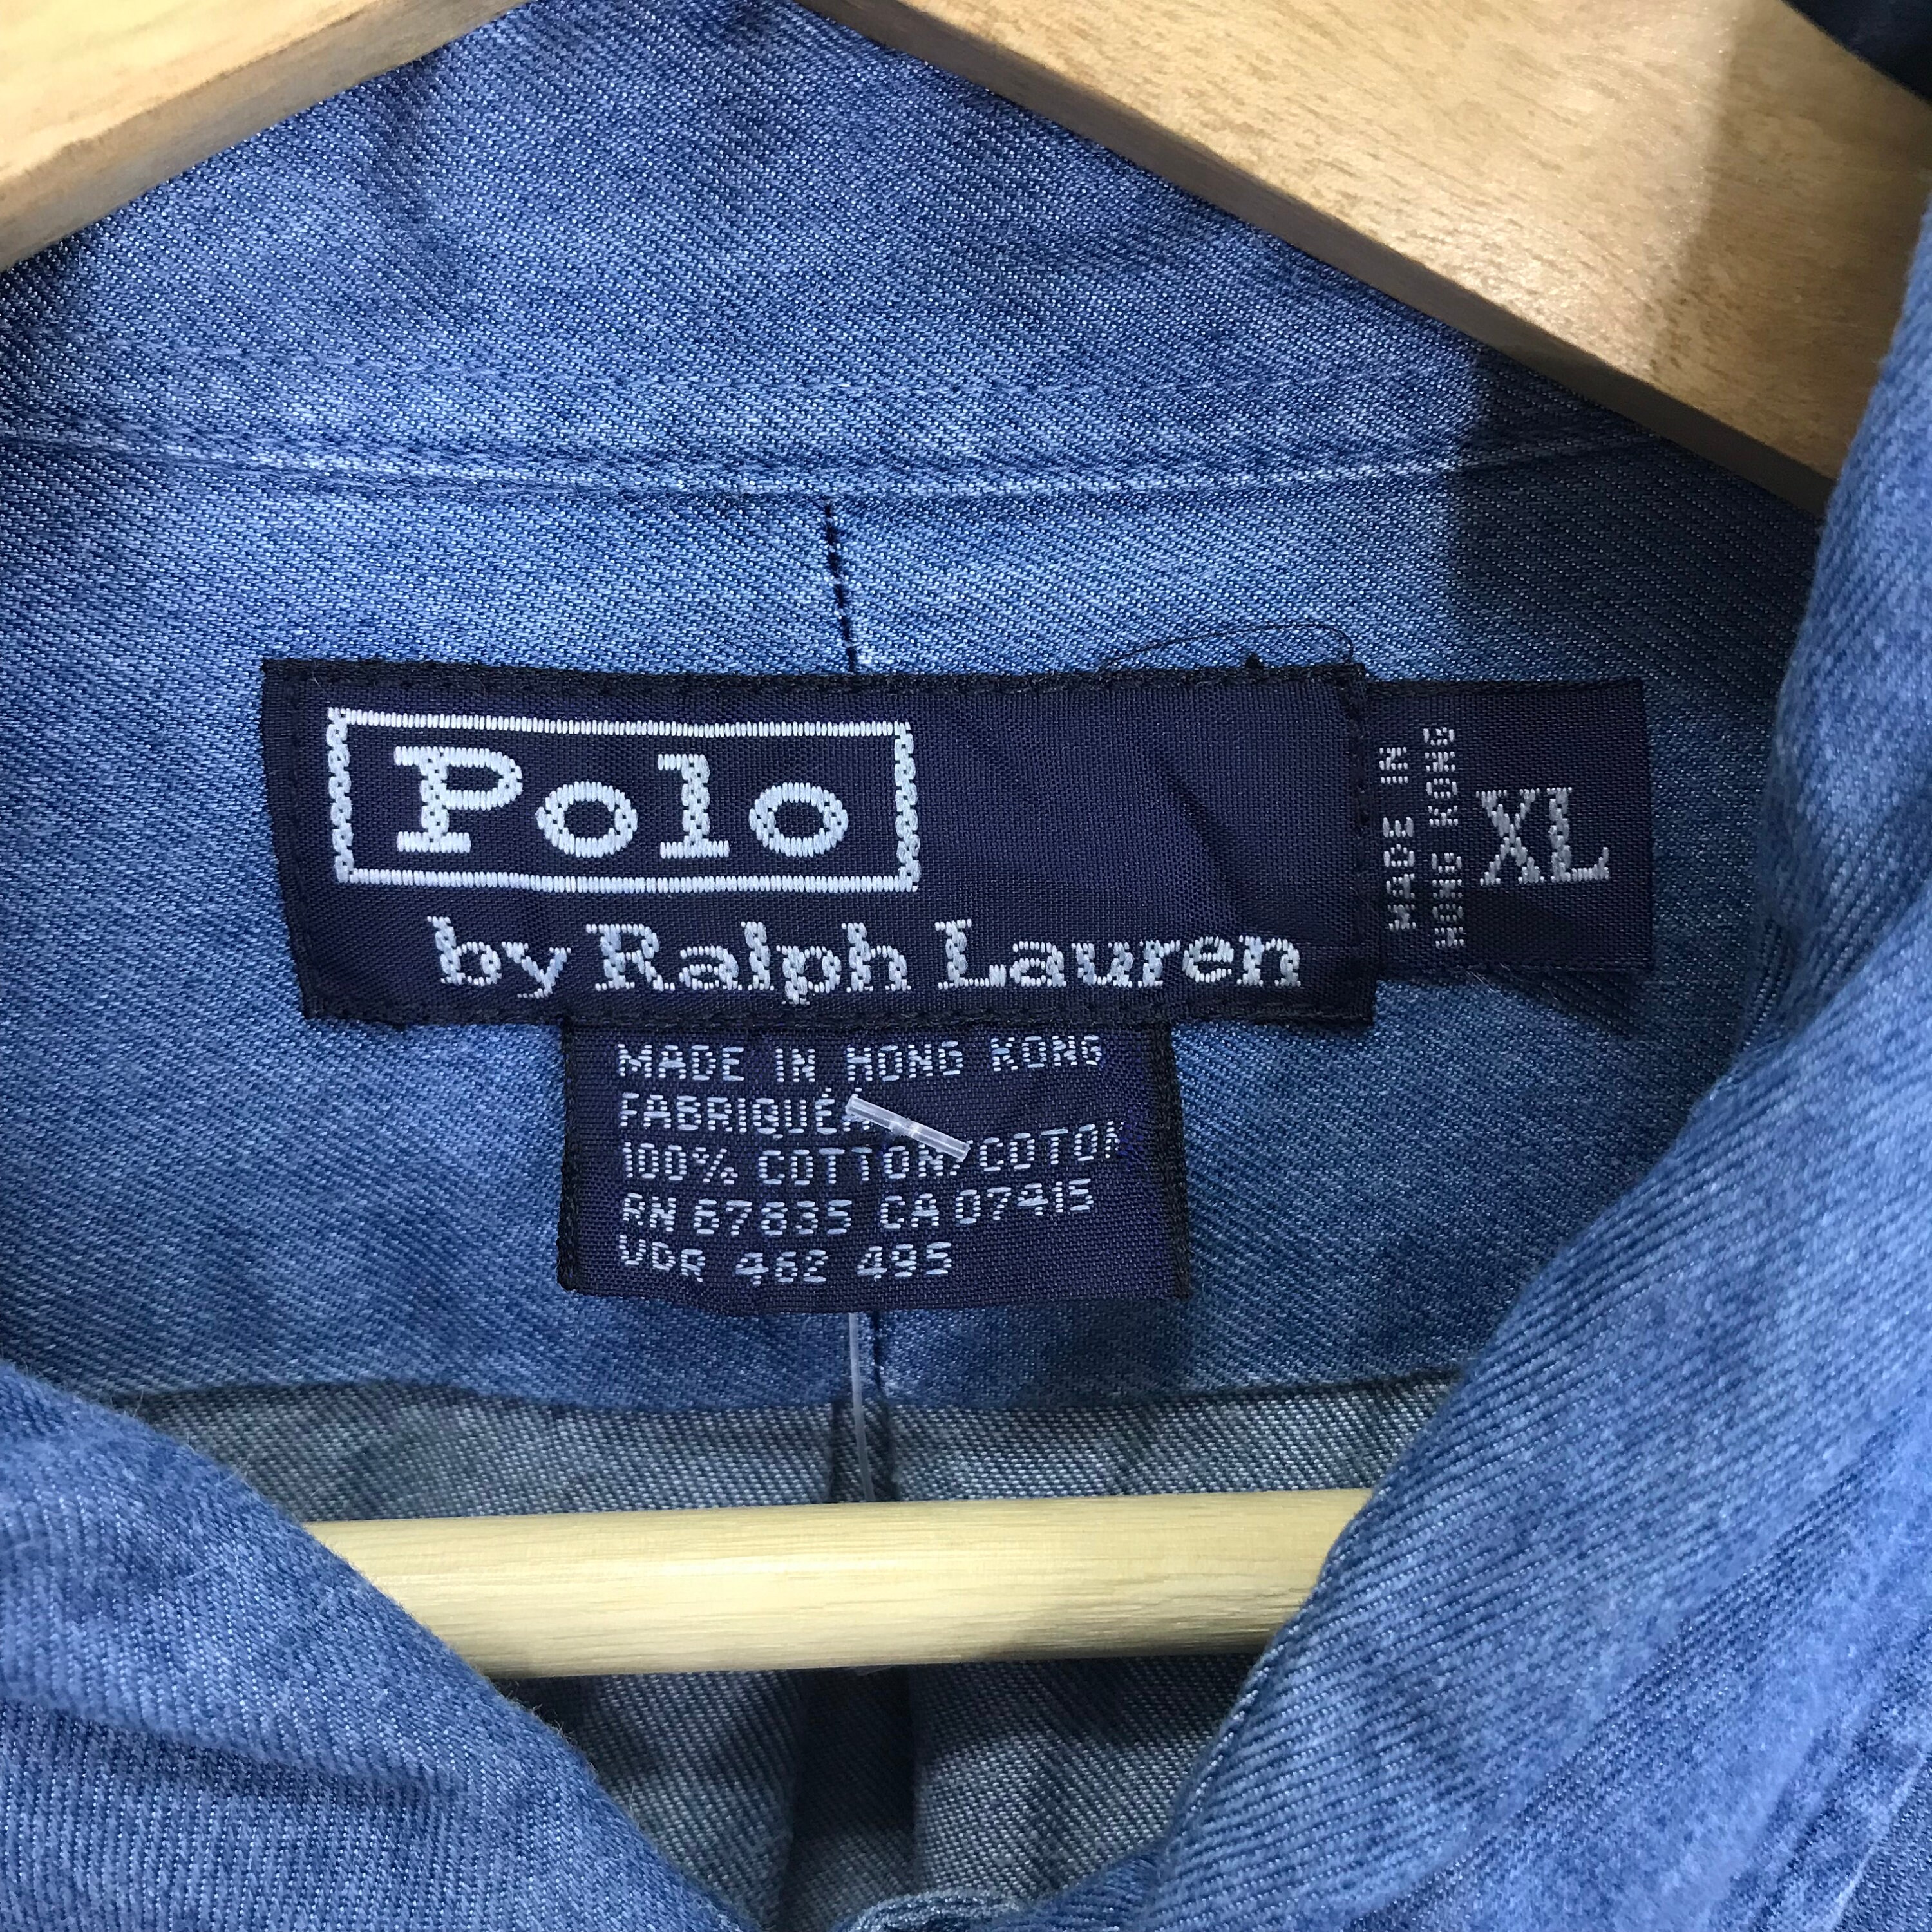 Polo
by Ralph Lauren
MADE IN
HONG KONG
XL
MADE IN HONG KONG
FABRIQUÉ
100% COTTON/COTON
RN 67835 CA 07415
VDR 462 495